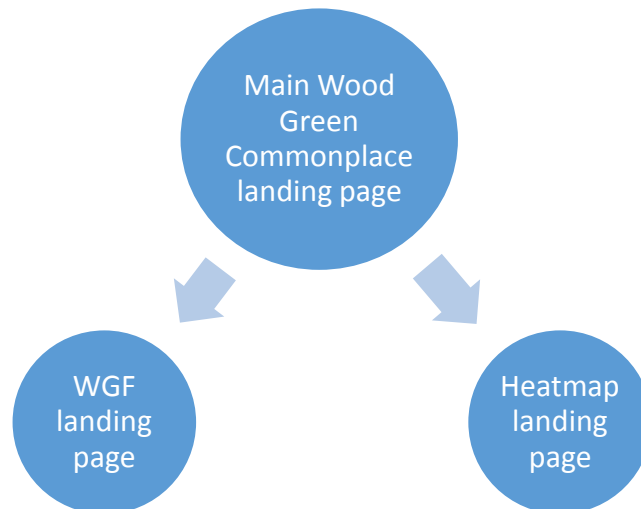 Main Wood
Green
Commonplace
landing page
WGF
landing
page
Heatmap
landing
page